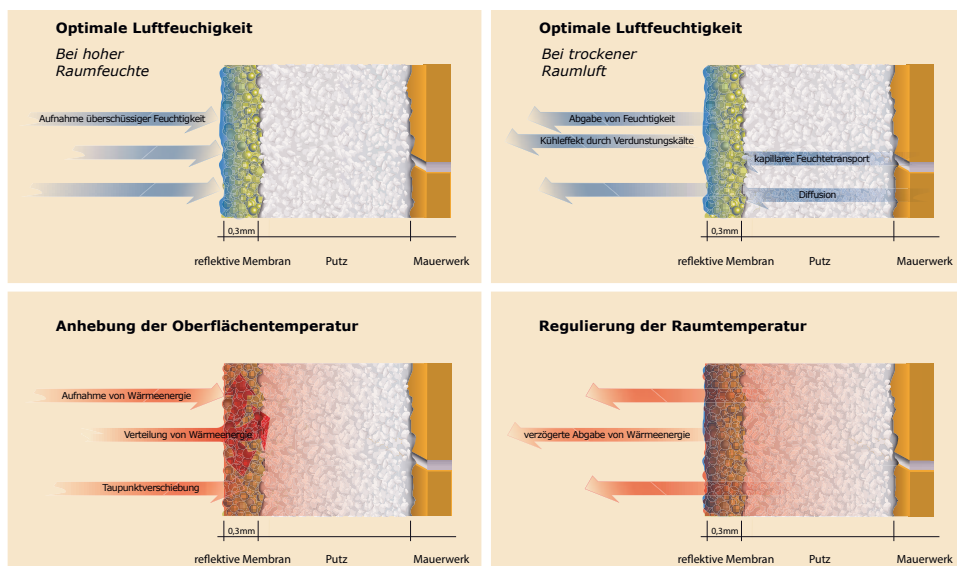 Optimale Luftfeuchigkeit
Bei hoher
Raumfeuchte
Aufnahme überschüssiger Feuchtigkeit
0,3mm
reflektive Membran Putz Mauerwerk
Optimale Luftfeuchtigkeit
Bei trockener
Raumluft
Abgabe von Feuchtigkeit
Kühleffekt durch Verdunstungskälte
kapillarer Feuchtetransport
Diffusion
0,3mm
reflektive Membran Putz Mauerwerk
Anhebung der Oberflächentemperatur
Aufnahme von Wärmeenergie
Verteilung von Wärmeenergie
Taupunktverschiebung
0,3mm
reflektive Membran Putz Mauerwerk
Regulierung der Raumtemperatur
verzögerte Abgabe von Wärmeenergie
0,3mm
reflektive Membran Putz Mauerwerk